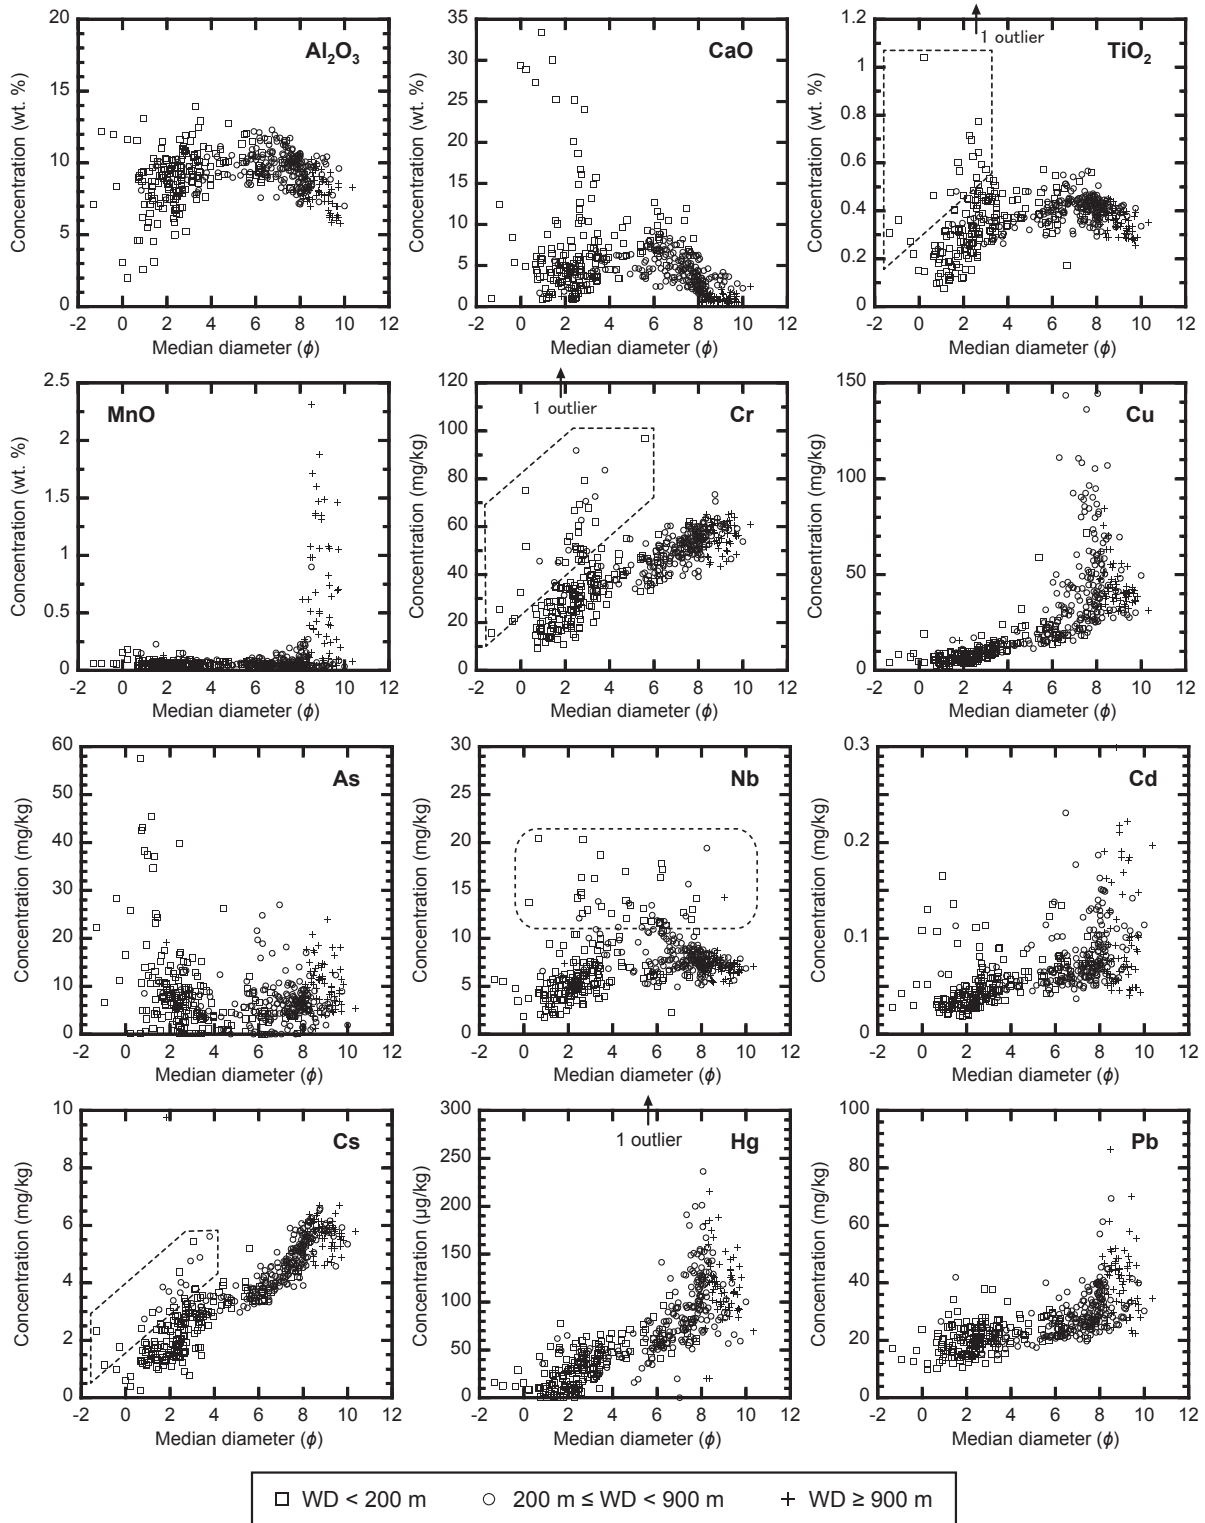 Al2O3
Concentration (wt. %)
20
15
10
5
0
-2 0 2 4 6 8 10 12
Median diameter (ϕ)
CaO
Concentration (wt. %)
35
30
25
20
15
10
5
0
-2 0 2 4 6 8 10 12
Median diameter (ϕ)
1 outlier
TiO2
Concentration (wt. %)
1.2
1
0.8
0.6
0.4
0.2
0
-2 0 2 4 6 8 10 12
Median diameter (ϕ)
MnO
Concentration (wt. %)
2.5
2
1.5
1
0.5
0
-2 0 2 4 6 8 10 12
Median diameter (ϕ)
1 outlier
Cr
Concentration (mg/kg)
120
100
80
60
40
20
0
-2 0 2 4 6 8 10 12
Median diameter (ϕ)
Cu
Concentration (mg/kg)
150
100
50
0
-2 0 2 4 6 8 10 12
Median diameter (ϕ)
As
Concentration (mg/kg)
60
50
40
30
20
10
0
-2 0 2 4 6 8 10 12
Median diameter (ϕ)
Nb
Concentration (mg/kg)
30
25
20
15
10
5
0
-2 0 2 4 6 8 10 12
Median diameter (ϕ)
Cd
Concentration (mg/kg)
0.3
0.2
0.1
0
-2 0 2 4 6 8 10 12
Median diameter (ϕ)
Cs
Concentration (mg/kg)
10
8
6
4
2
0
-2 0 2 4 6 8 10 12
Median diameter (ϕ)
1 outlier
Hg
Concentration (µg/kg)
300
250
200
150
100
50
0
-2 0 2 4 6 8 10 12
Median diameter (ϕ)
Pb
Concentration (mg/kg)
100
80
60
40
20
0
-2 0 2 4 6 8 10 12
Median diameter (ϕ)
WD < 200 m
200 m ≤ WD < 900 m
WD ≥ 900 m